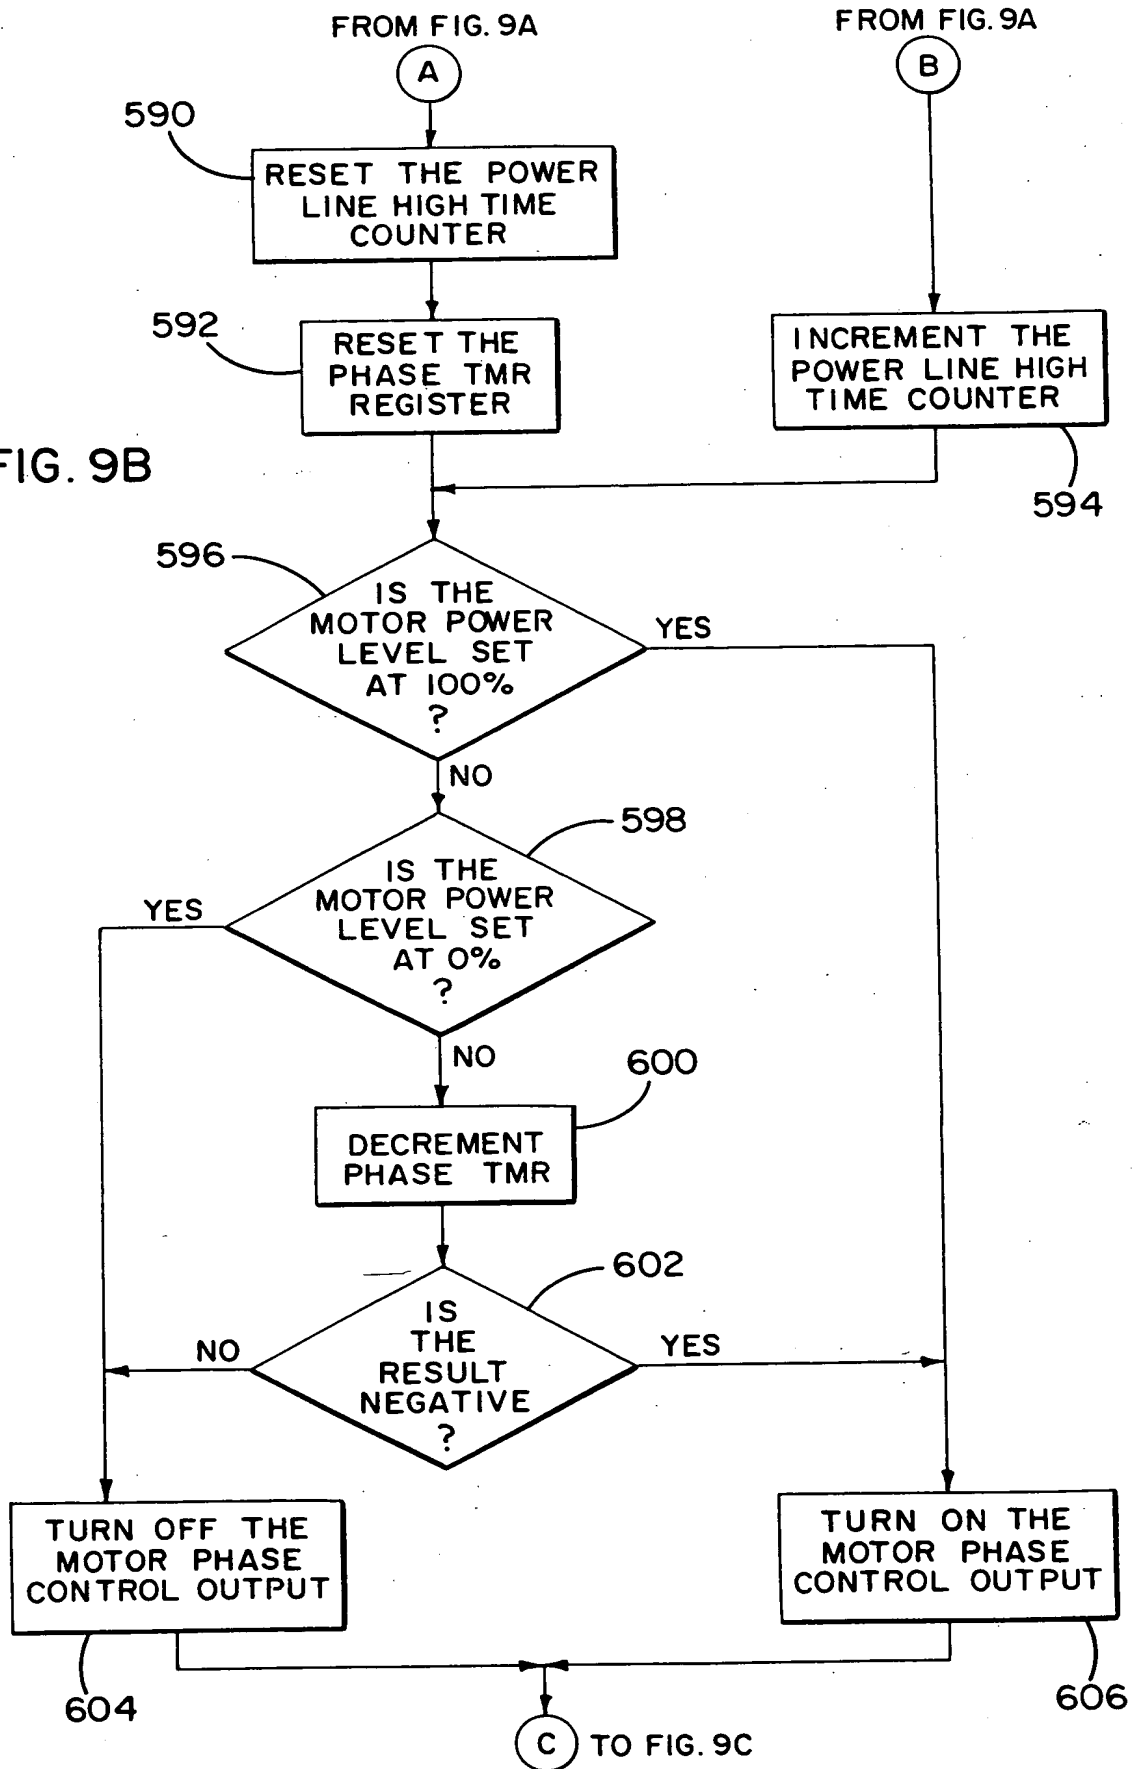 FROM FIG. 9A
A
FROM FIG. 9A
B
590
RESET THE POWER
LINE HIGH TIME
COUNTER
592
RESET THE
PHASE TMR
REGISTER
INCREMENT THE
POWER LINE HIGH
TIME COUNTER
594
FIG. 9B
596
IS THE
MOTOR POWER
LEVEL SET
AT 100%
?
YES
NO
598
IS THE
MOTOR POWER
LEVEL SET
AT 0%
?
YES
NO
600
DECREMENT
PHASE TMR
602
IS
THE
RESULT
NEGATIVE
?
NO
YES
TURN OFF THE
MOTOR PHASE
CONTROL OUTPUT
604
TURN ON THE
MOTOR PHASE
CONTROL OUTPUT
606
C TO FIG. 9C